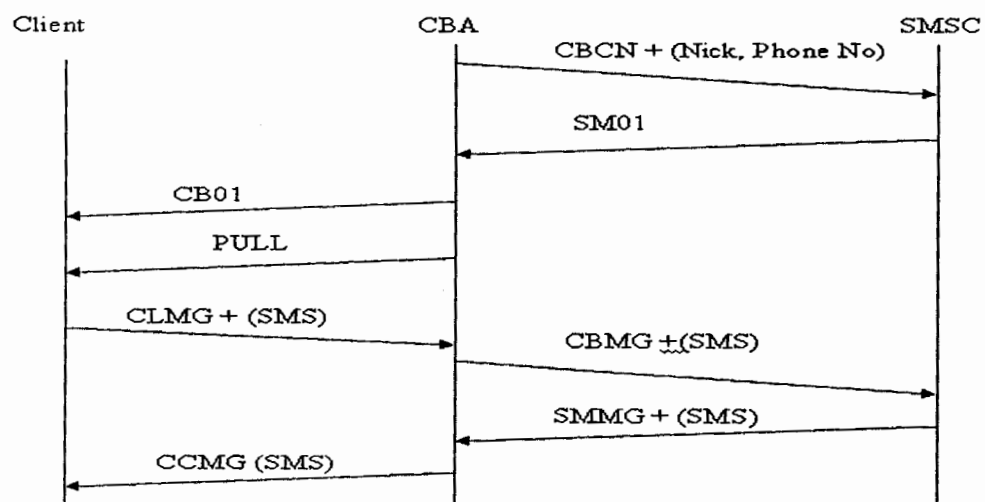 Client
CBA
SMSC
CBCN + (Nick, Phone No)
SM01
CB01
PULL
CLMG + (SMS)
CBMG +(SMS)
SMMG + (SMS)
CCMG (SMS)